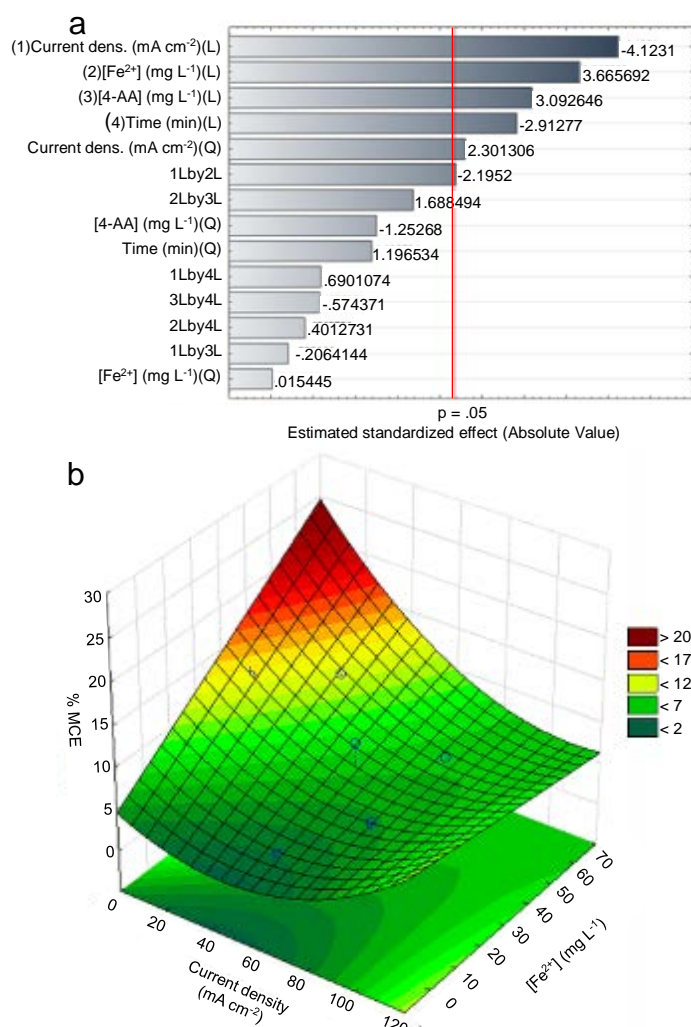 a
(1)Current dens. (mA cm⁻²)(L)
-4.1231
(2)[Fe²⁺] (mg L⁻¹)(L)
3.665692
(3)[4-AA] (mg L⁻¹)(L)
3.092646
(4)Time (min)(L)
-2.91277
Current dens. (mA cm⁻²)(Q)
2.301306
1Lby2L
-2.1952
2Lby3L
1.688494
[4-AA] (mg L⁻¹)(Q)
-1.25268
Time (min)(Q)
1.196534
1Lby4L
.6901074
3Lby4L
-.574371
2Lby4L
.4012731
1Lby3L
-.2064144
[Fe²⁺] (mg L⁻¹)(Q)
.015445
p = .05
Estimated standardized effect (Absolute Value)
b
30
25
20
15
10
5
0
% MCE
> 20
< 17
< 12
< 7
< 2
0
20
40
60
80
100
120
Current density
(mA cm⁻²)
0
10
20
30
40
50
60
70
[Fe²⁺] (mg L⁻¹)